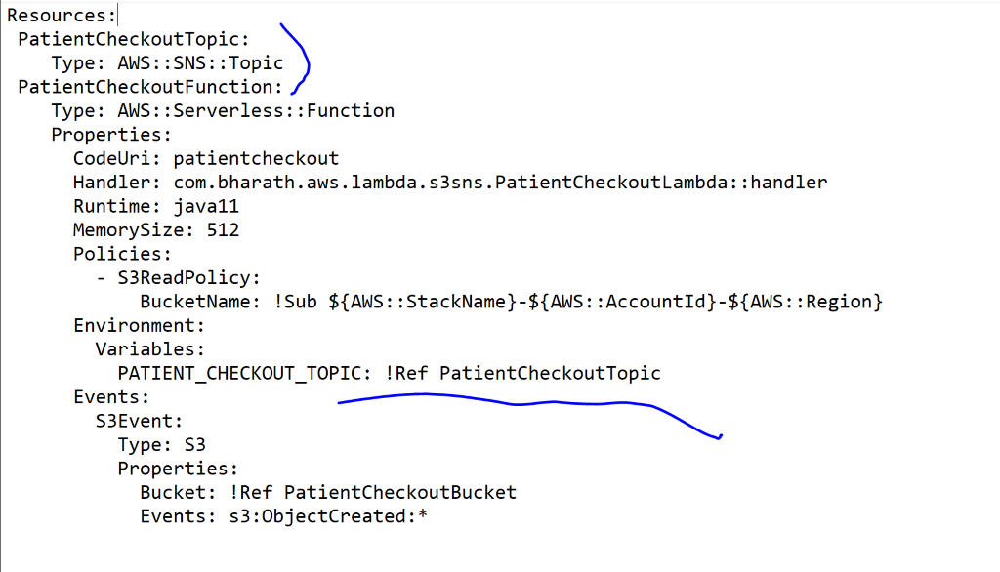 Resources:
 PatientCheckoutTopic:
    Type: AWS::SNS::Topic
 PatientCheckoutFunction:
    Type: AWS::Serverless::Function
    Properties:
      CodeUri: patientcheckout
      Handler: com.bharath.aws.lambda.s3sns.PatientCheckoutLambda::handler
      Runtime: java11
      MemorySize: 512
      Policies:
        - S3ReadPolicy:
            BucketName: !Sub ${AWS::StackName}-${AWS::AccountId}-${AWS::Region}
      Environment:
        Variables:
          PATIENT_CHECKOUT_TOPIC: !Ref PatientCheckoutTopic
      Events:
        S3Event:
          Type: S3
          Properties:
            Bucket: !Ref PatientCheckoutBucket
            Events: s3:ObjectCreated:*